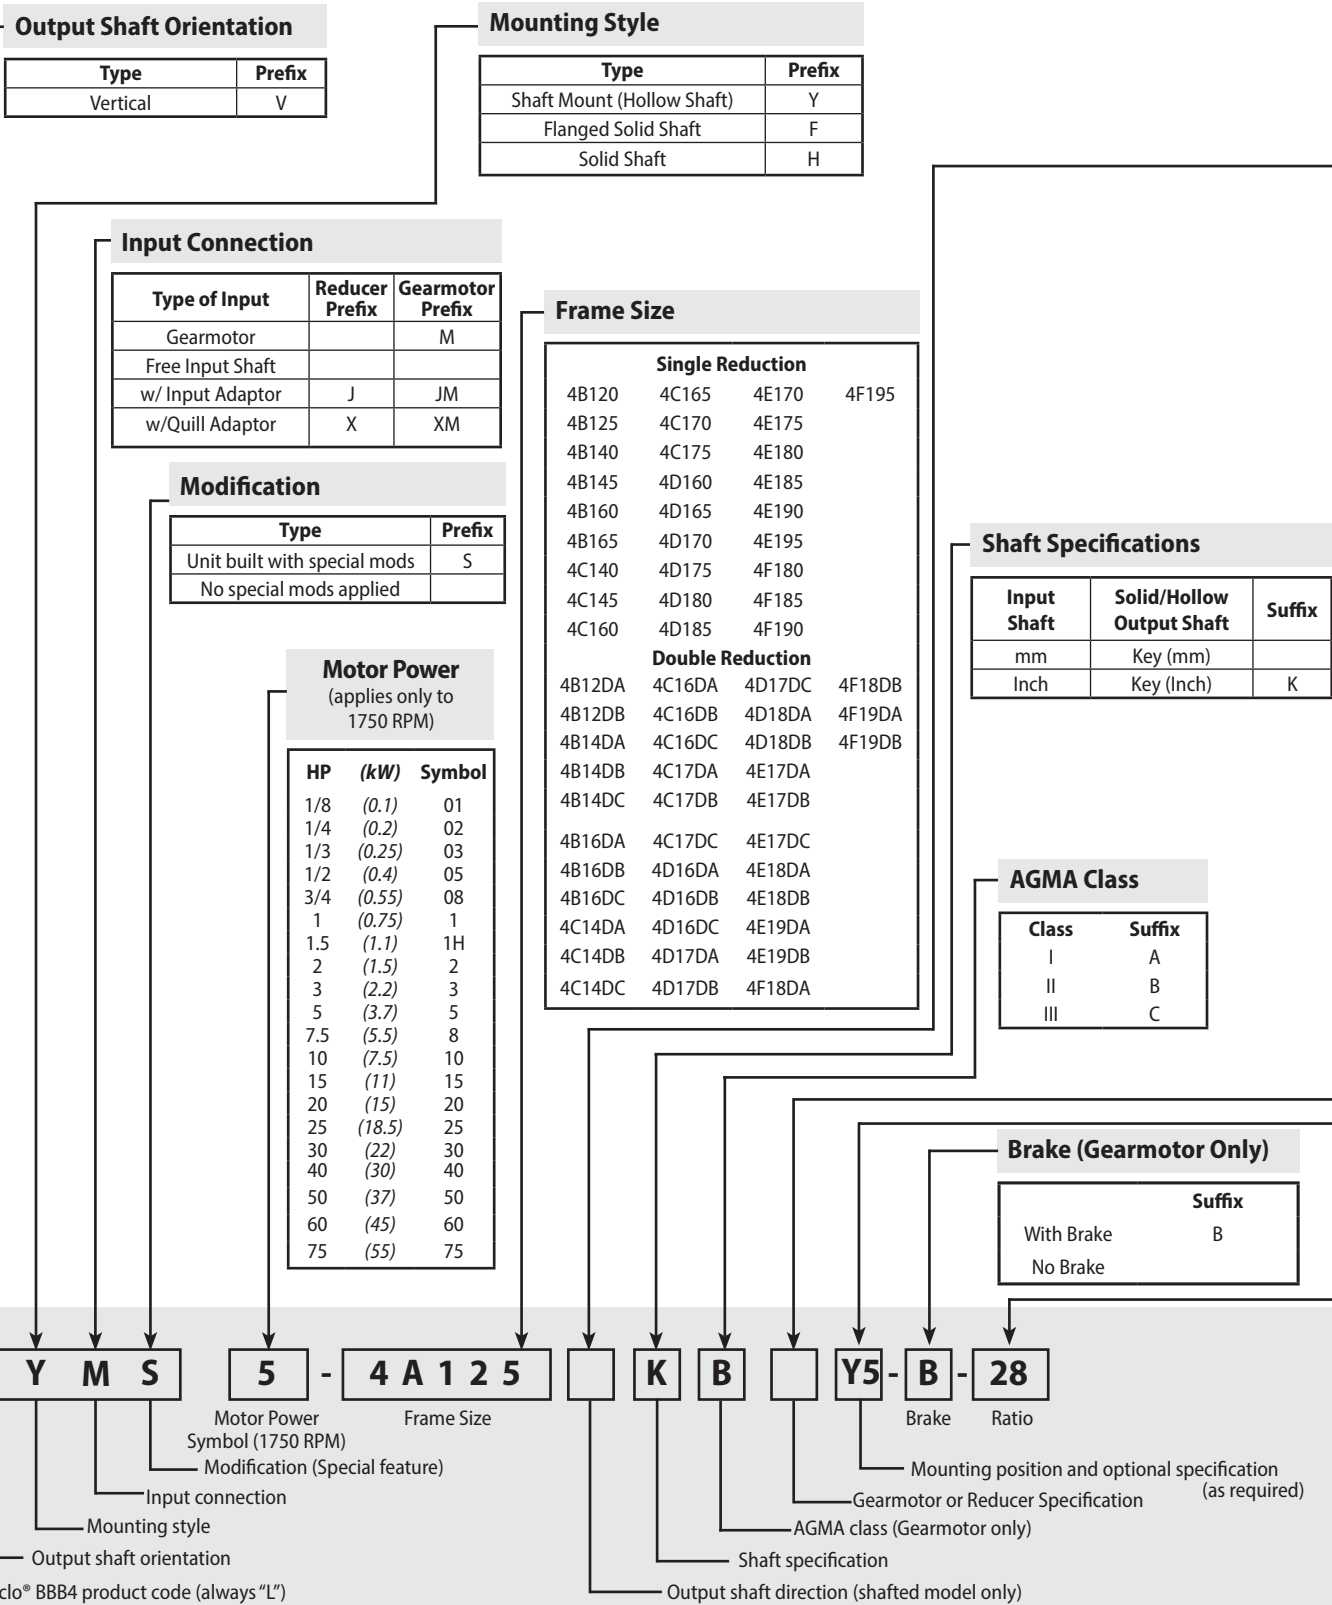 Output Shaft Orientation
Type Prefix
Vertical V
Mounting Style
Type Prefix
Shaft Mount (Hollow Shaft) Y
Flanged Solid Shaft F
Solid Shaft H
Input Connection
Type of Input Reducer Prefix Gearmotor Prefix
Gearmotor M
Free Input Shaft
w/ Input Adaptor J JM
w/Quill Adaptor X XM
Modification
Type Prefix
Unit built with special mods S
No special mods applied
Motor Power
(applies only to
1750 RPM)
HP (kW) Symbol
1/8 (0.1) 01
1/4 (0.2) 02
1/3 (0.25) 03
1/2 (0.4) 05
3/4 (0.55) 08
1 (0.75) 1
1.5 (1.1) 1H
2 (1.5) 2
3 (2.2) 3
5 (3.7) 5
7.5 (5.5) 8
10 (7.5) 10
15 (11) 15
20 (15) 20
25 (18.5) 25
30 (22) 30
40 (30) 40
50 (37) 50
60 (45) 60
75 (55) 75
Frame Size
Single Reduction
4B120 4C165 4E170 4F195
4B125 4C170 4E175
4B140 4C175 4E180
4B145 4D160 4E185
4B160 4D165 4E190
4B165 4D170 4E195
4C140 4D175 4F180
4C145 4D180 4F185
4C160 4D185 4F190
Double Reduction
4B12DA 4C16DA 4D17DC 4F18DB
4B12DB 4C16DB 4D18DA 4F19DA
4B14DA 4C16DC 4D18DB 4F19DB
4B14DB 4C17DA 4E17DA
4B14DC 4C17DB 4E17DB
4B16DA 4C17DC 4E17DC
4B16DB 4D16DA 4E18DA
4B16DC 4D16DB 4E18DB
4C14DA 4D16DC 4E19DA
4C14DB 4D17DA 4E19DB
4C14DC 4D17DB 4F18DA
Shaft Specifications
Input Shaft Solid/Hollow Output Shaft Suffix
mm Key (mm)
Inch Key (Inch) K
AGMA Class
Class Suffix
I A
II B
III C
Brake (Gearmotor Only)
Suffix
With Brake B
No Brake
Y M S 5 - 4 A 1 2 5 K B Y5 - B - 28
Motor Power
Symbol (1750 RPM)
Frame Size
Brake
Ratio
Modification (Special feature)
Input connection
Mounting style
Output shaft orientation
clo® BBB4 product code (always “L”)
Mounting position and optional specification
(as required)
Gearmotor or Reducer Specification
AGMA class (Gearmotor only)
Shaft specification
Output shaft direction (shafted model only)